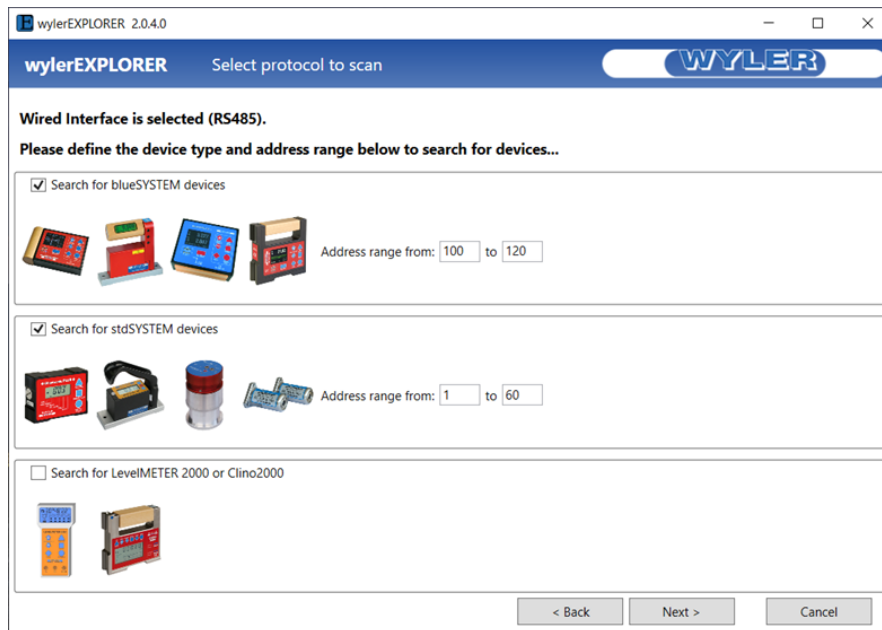 wylerEXPLORER 2.0.4.0
wylerEXPLORER Select protocol to scan WYLER
Wired Interface is selected (RS485).
Please define the device type and address range below to search for devices...
Search for blueSYSTEM devices
Address range from: 100 to 120
Search for stdSYSTEM devices
Address range from: 1 to 60
Search for LevelMETER 2000 or Clino2000
< Back Next > Cancel